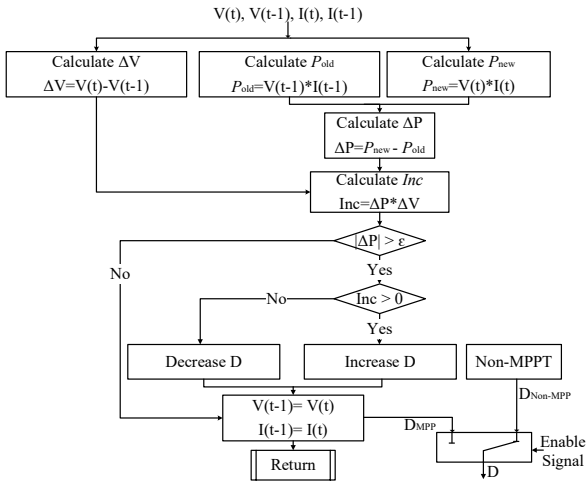 V(t), V(t-1), I(t), I(t-1)
Calculate ΔV
ΔV=V(t)-V(t-1)
Calculate Pold
Pold=V(t-1)*I(t-1)
Calculate Pnew
Pnew=V(t)*I(t)
Calculate ΔP
ΔP=Pnew - Pold
Calculate Inc
Inc=ΔP*ΔV
|ΔP| > ε
No
Yes
Inc > 0
No
Yes
Decrease D
Increase D
Non-MPPT
V(t-1)= V(t)
I(t-1)= I(t)
DMPP
DNon-MPP
Enable
Signal
Return
D